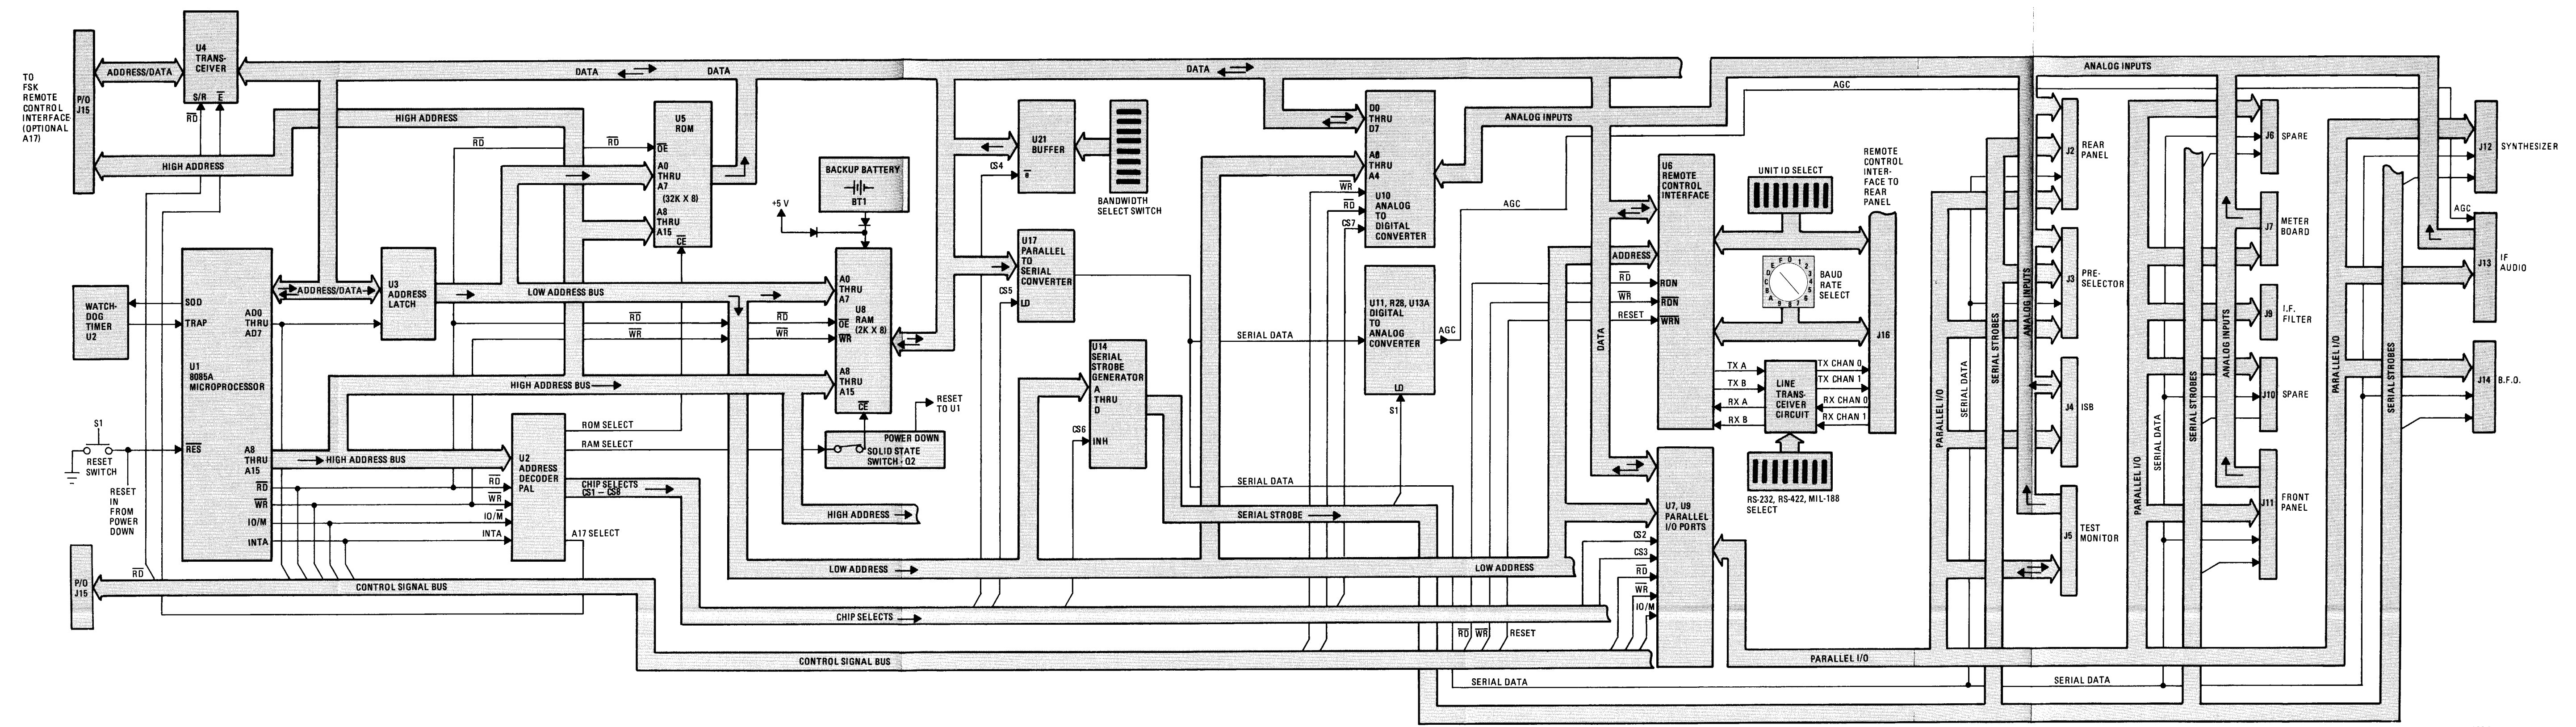 TO
FSK
REMOTE
CONTROL
INTERFACE
(OPTIONAL
A17)
P/O
J15
ADDRESS/DATA
U4
TRANS-
CEIVER
S/R E
RD
HIGH ADDRESS
HIGH ADDRESS
DATA
DATA
DATA
WATCH-
DOG
TIMER
U2
SOD
TRAP
AD0
THRU
AD7
U1
8085A
MICROPROCESSOR
RES
A8
THRU
A15
RD
WR
IO/M
INTA
S1
RESET
SWITCH
RESET
IN
FROM
POWER
DOWN
P/O
J15
RD
CONTROL SIGNAL BUS
ADDRESS/DATA
U3
ADDRESS
LATCH
LOW ADDRESS BUS
RD
RD
RD
RD
WR
WR
HIGH ADDRESS BUS
HIGH ADDRESS BUS
U2
ADDRESS
DECODER
PAL
RD
WR
IO/M
INTA
ROM SELECT
RAM SELECT
CHIP SELECTS
CS1 – CS8
A17 SELECT
U5
ROM
OE
A0
THRU
A7
(32K X 8)
A8
THRU
A15
CE
+5 V
BACKUP BATTERY
BT1
A0
THRU
A7
U8
RAM
(2K X 8)
OE
WR
A8
THRU
A15
CE
RESET
TO U1
POWER DOWN
SOLID STATE
SWITCH - Q2
HIGH ADDRESS
LOW ADDRESS
CHIP SELECTS
CONTROL SIGNAL BUS
U21
BUFFER
e
CS4
BANDWIDTH
SELECT SWITCH
U17
PARALLEL
TO
SERIAL
CONVERTER
LD
CS5
U14
SERIAL
STROBE
GENERATOR
A
THRU
D
INH
CS6
SERIAL DATA
SERIAL DATA
SERIAL STROBE
D0
THRU
D7
A8
THRU
A4
U10
ANALOG
TO
DIGITAL
CONVERTER
WR
RD
CS7
U11, R28, U13A
DIGITAL
TO
ANALOG
CONVERTER
LD
S1
AGC
AGC
AGC
ANALOG INPUTS
ANALOG INPUTS
DATA
U6
REMOTE
CONTROL
INTERFACE
ADDRESS
RD
WR
RESET
RDN
RDN
WRN
UNIT ID SELECT
F 0 1 2 3 4 5 6 7 8 9 A B C D E
BAUD
RATE
SELECT
REMOTE
CONTROL
INTER-
FACE TO
REAR
PANEL
J16
TX A
TX B
RX A
RX B
LINE
TRANS-
CEIVER
CIRCUIT
TX CHAN 0
TX CHAN 1
RX CHAN 0
RX CHAN 1
RS-232, RS-422, MIL-188
SELECT
U7, U9
PARALLEL
I/O PORTS
CS2
CS3
RD
WR
IO/M
LOW ADDRESS
RD WR RESET
PARALLEL I/O
SERIAL DATA
SERIAL DATA
PARALLEL I/O
SERIAL DATA
SERIAL STROBES
ANALOG INPUTS
J2
REAR
PANEL
J3
PRE-
SELECTOR
J4
ISB
J5
TEST
MONITOR
PARALLEL I/O
SERIAL DATA
SERIAL STROBES
ANALOG INPUTS
J6
SPARE
J7
METER
BOARD
J9
I.F.
FILTER
J10
SPARE
J11
FRONT
PANEL
PARALLEL I/O
SERIAL STROBES
AGC
J12
SYNTHESIZER
J13
IF
AUDIO
J14
B.F.O.